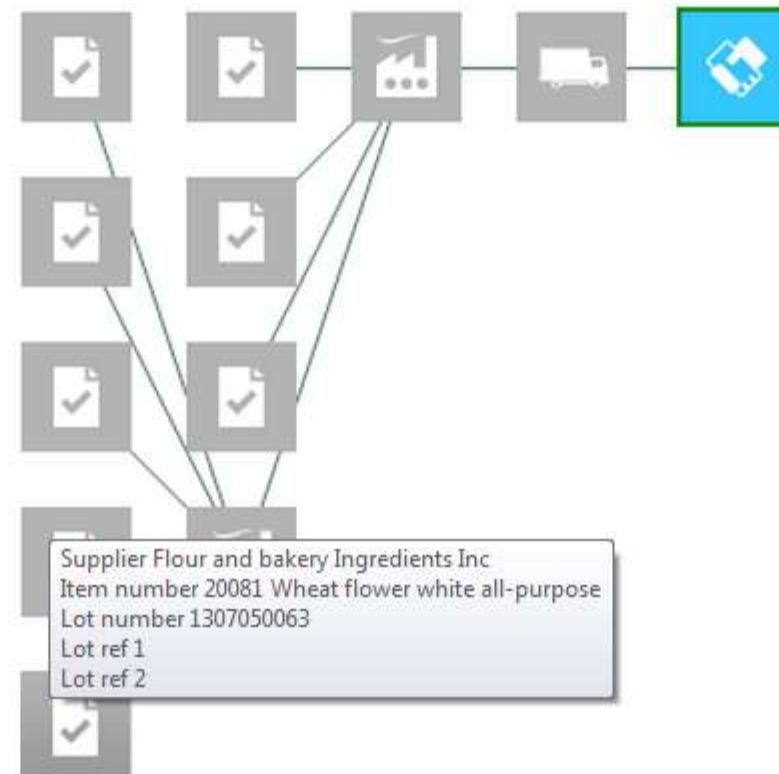 Supplier Flour and bakery Ingredients Inc
Item number 20081 Wheat flower white all-purpose
Lot number 1307050063
Lot ref 1
Lot ref 2